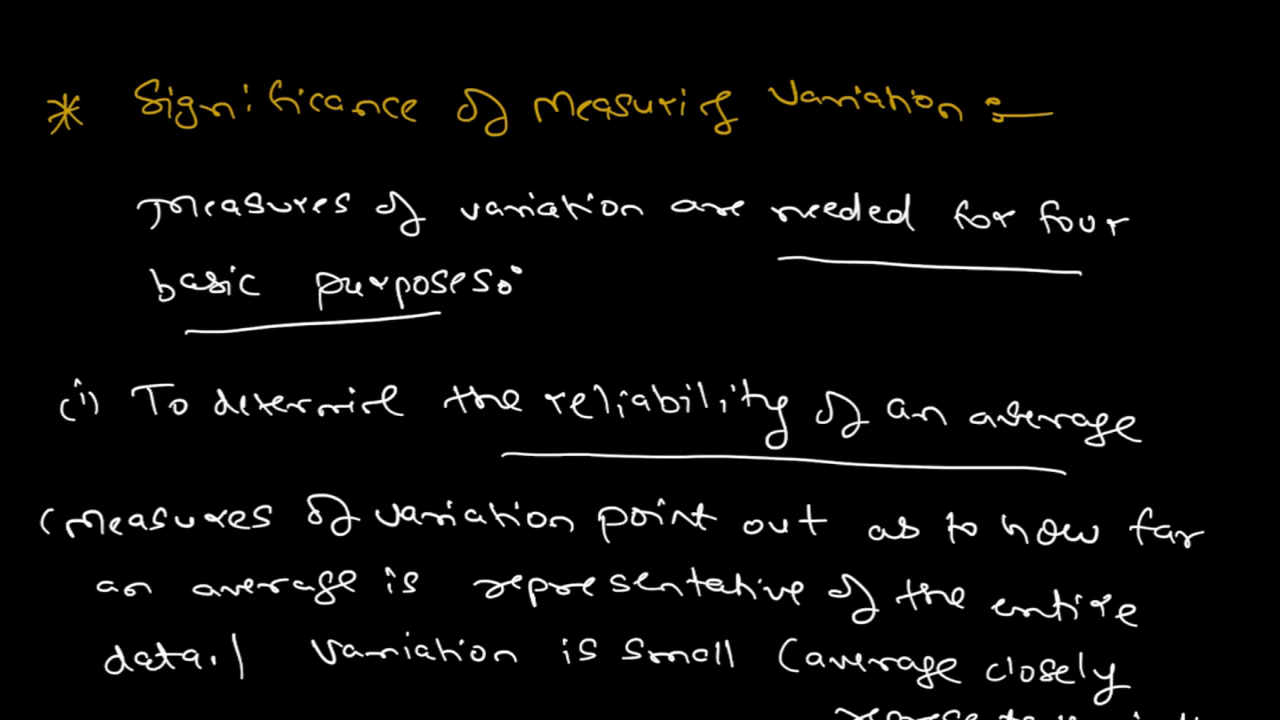 * Significance of Measurig Variation :-
Measures of variation are needed for four
basic purposes:
(i) To determine the reliability of an average
(Measures of variation point out as to how far
an average is representative of the entire
data.) Variation is small (average closely